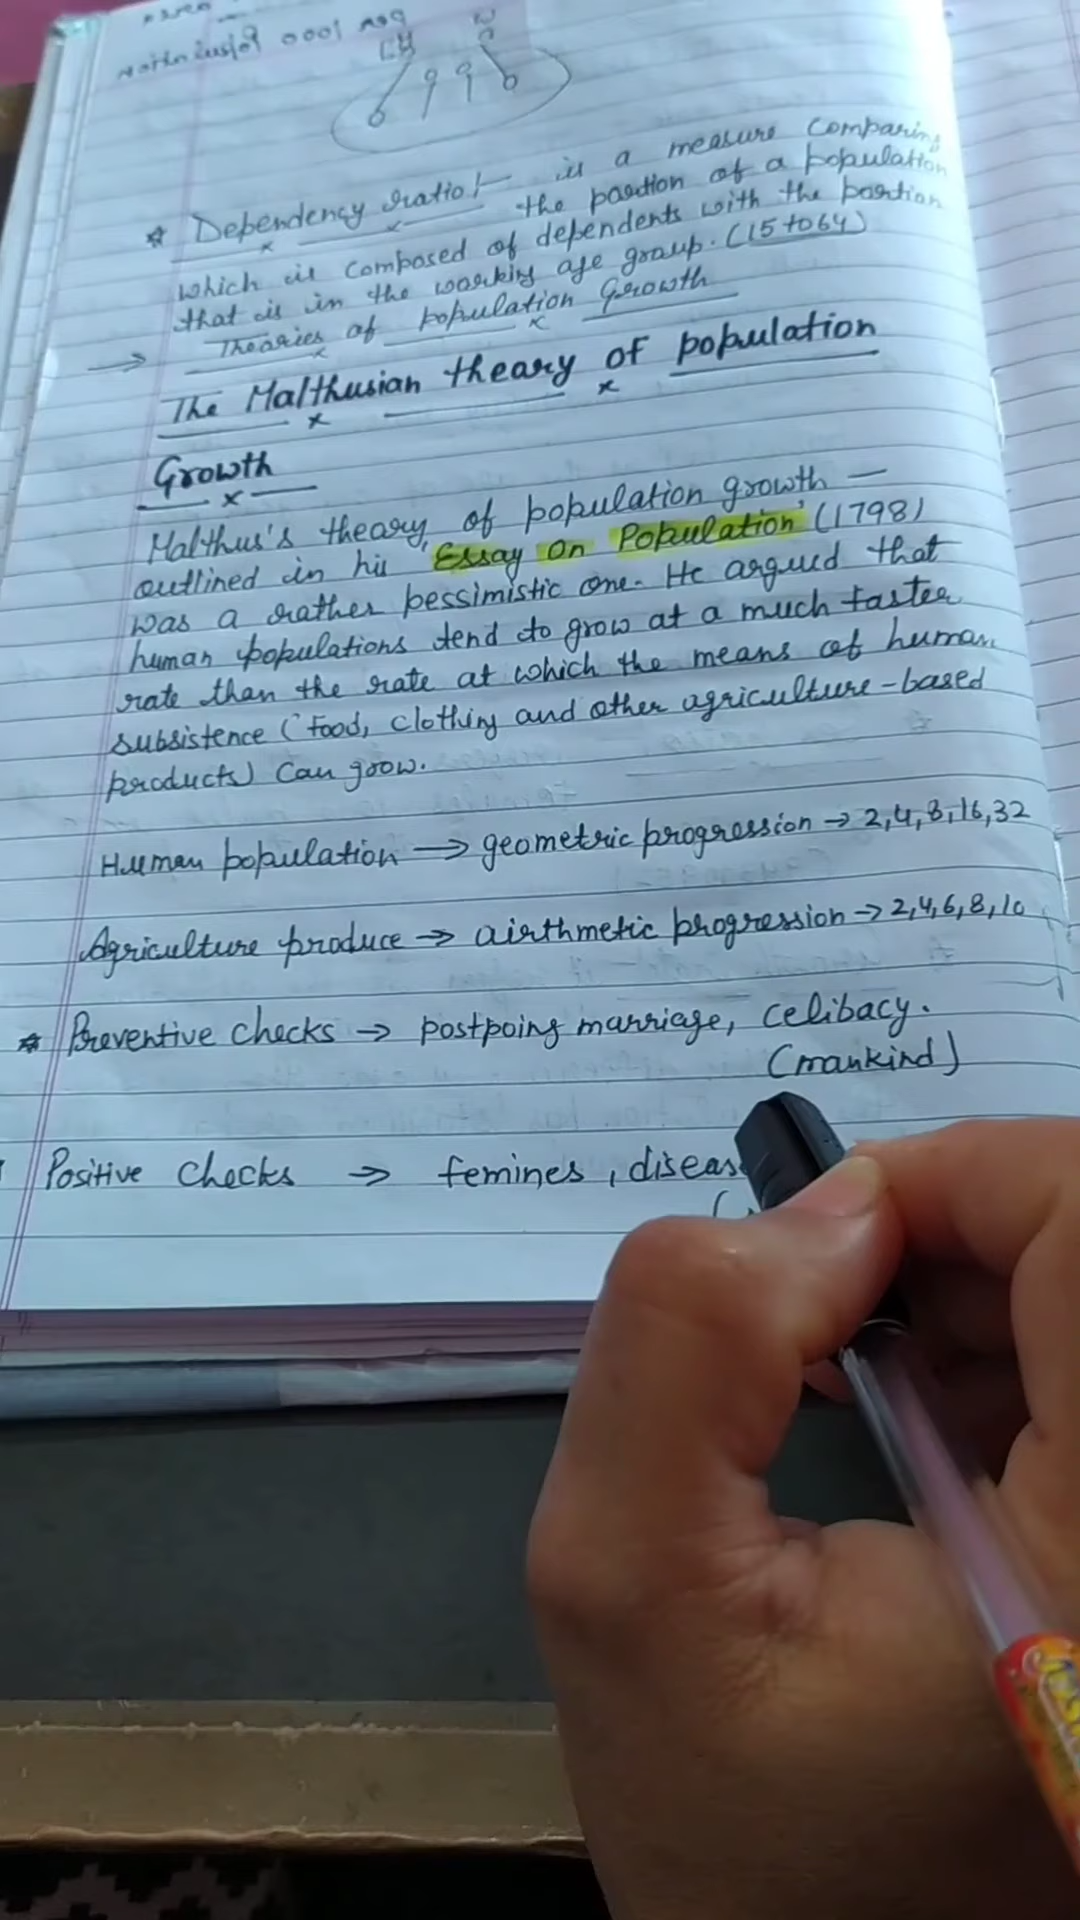 1000
* Dependency ratio!- is a measure comparing
the poartion of a population
which is composed of dependents with the poartion
that is in the working age group. (15 to 64)
→ Theories of population Growth
The Malthusian theory of population
Growth
Malthus's theory of population growth —
outlined in his 'Essay on Population' (1798)
was a rather pessimistic one. He argued that
human populations tend to grow at a much faster
rate than the rate at which the means of human
subsistence (Food, clothing and other agriculture-based
products) can grow.
Human population → geometric progression → 2,4,8,16,32
Agriculture produce → airthmetic progression → 2,4,6,8,10
* Preventive checks → postpoing marriage, celibacy.
(mankind)
Positive checks → femines, diseas